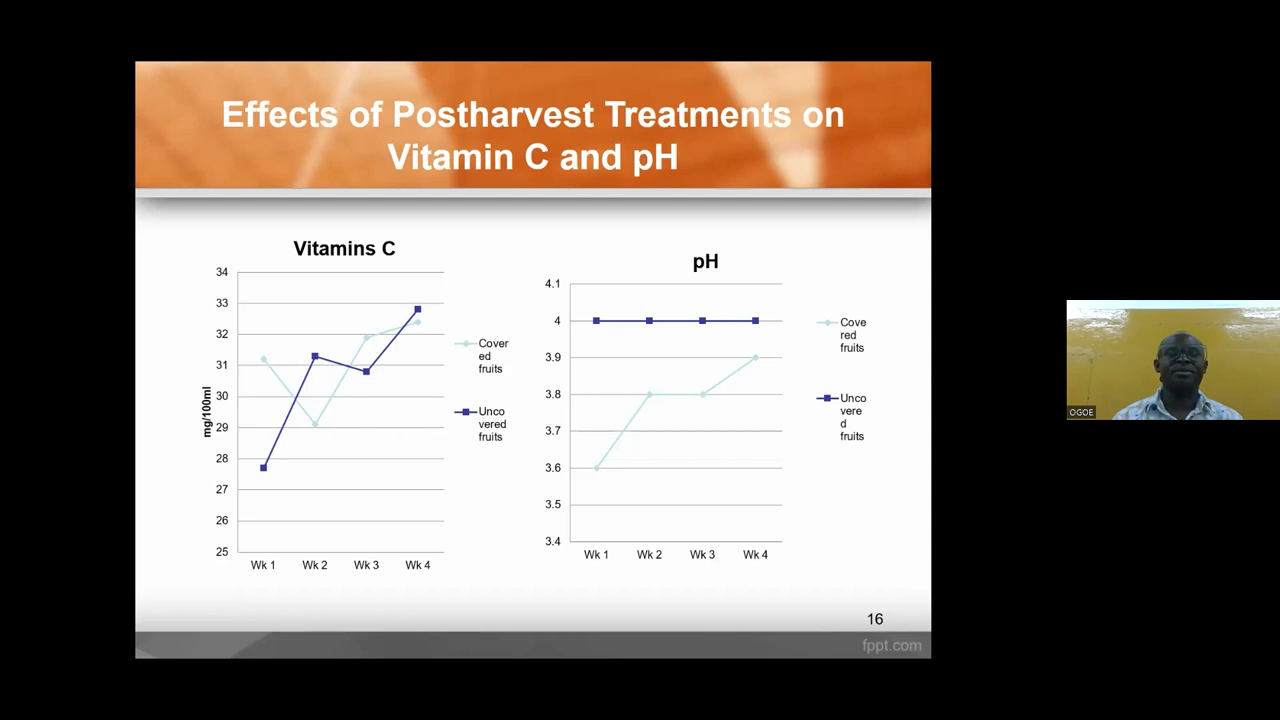 Effects of Postharvest Treatments on
Vitamin C and pH
Vitamins C
34
33
32
31
30
29
28
27
26
25
mg/100ml
Wk 1 Wk 2 Wk 3 Wk 4
Cover
ed
fruits
Unco
vered
fruits
pH
4.1
4
3.9
3.8
3.7
3.6
3.5
3.4
Wk 1 Wk 2 Wk 3 Wk 4
Cove
red
fruits
Unco
vere
d
fruits
16
fppt.com
OGOE